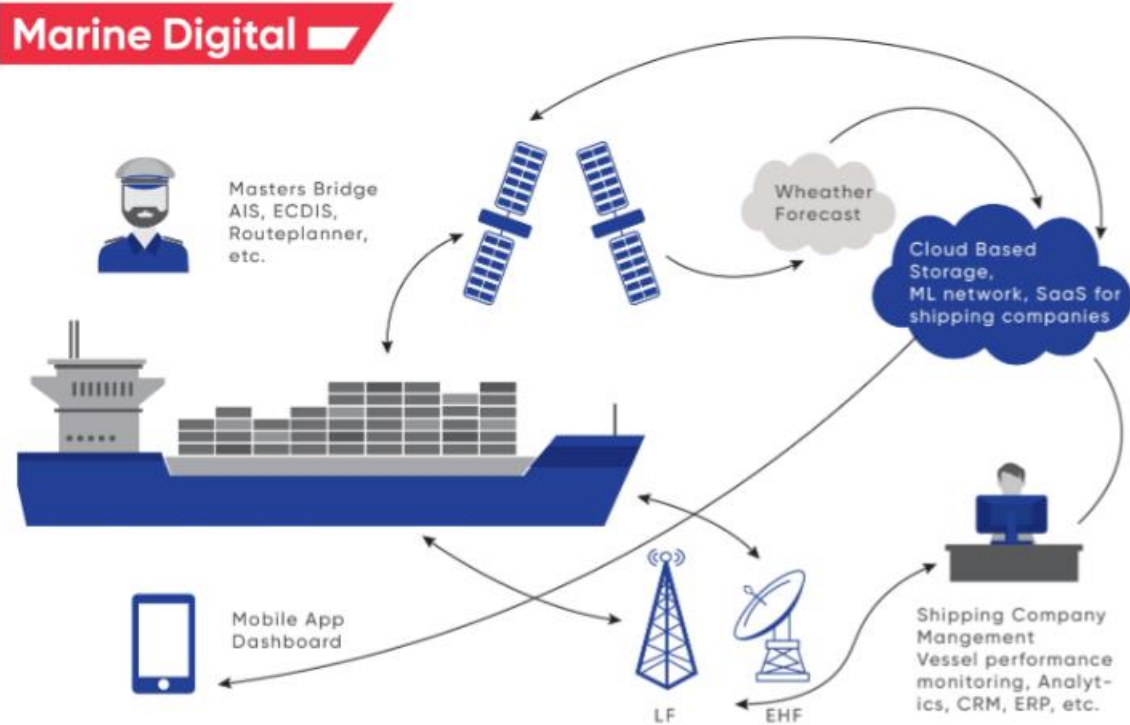 Marine Digital
Masters Bridge
AIS, ECDIS,
Routeplanner,
etc.
Wheather
Forecast
Cloud Based
Storage,
ML network, SaaS for
shipping companies
Mobile App
Dashboard
LF
EHF
Shipping Company
Mangement
Vessel performance
monitoring, Analyt-
ics, CRM, ERP, etc.